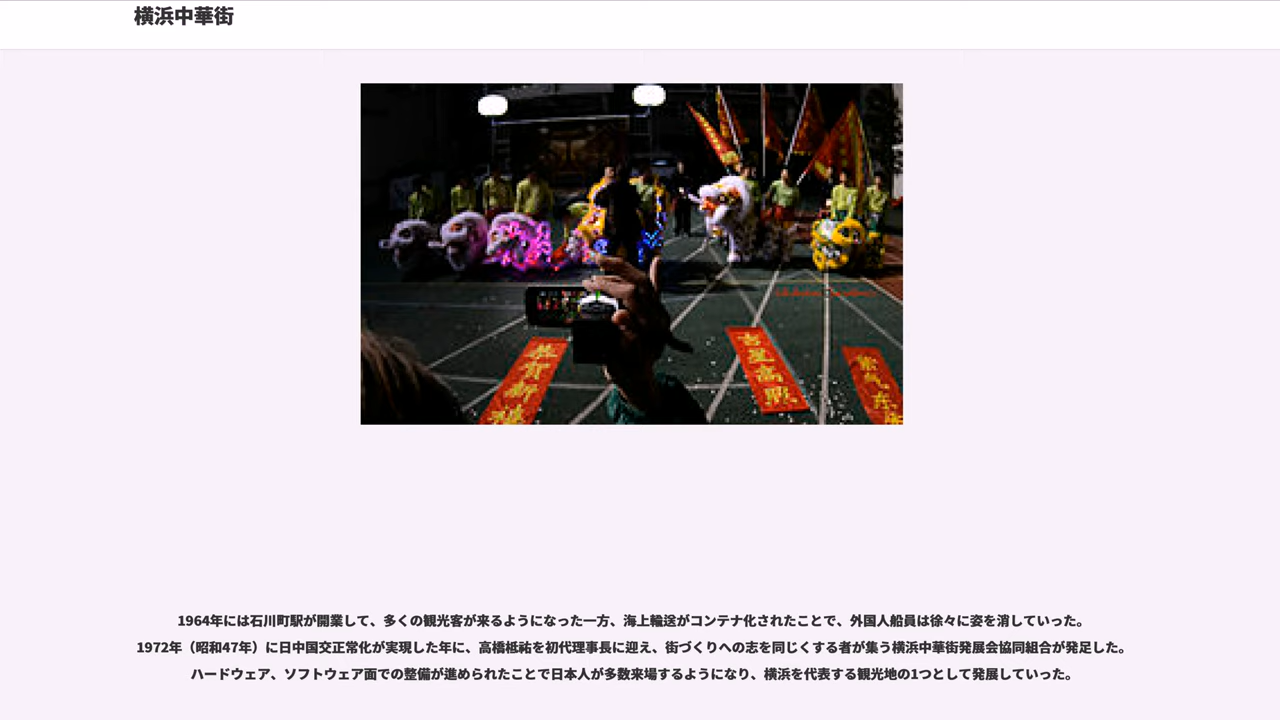 横浜中華街
恭賀新禧
吉星高照
1964年には石川町駅が開業して、多くの観光客が来るようになった一方、海上輸送がコンテナ化されたことで、外国人船員は徐々に姿を消していった。
1972年（昭和47年）に日中国交正常化が実現した年に、高橋柢祐を初代理事長に迎え、街づくりへの志を同じくする者が集う横浜中華街発展会協同組合が発足した。
ハードウェア、ソフトウェア面での整備が進められたことで日本人が多数来場するようになり、横浜を代表する観光地の1つとして発展していった。